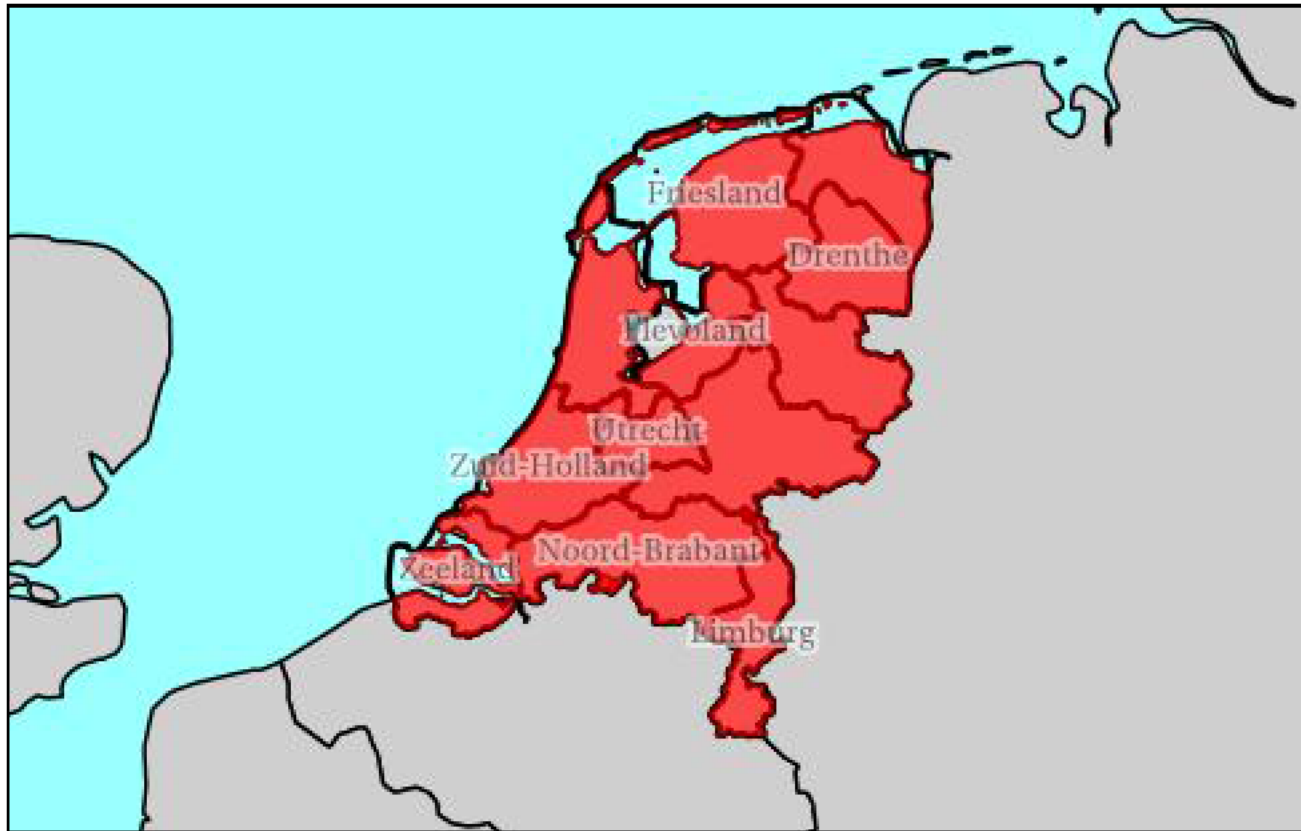 Friesland
Drenthe
Flevoland
Utrecht
Zuid-Holland
Noord-Brabant
Zeeland
Limburg